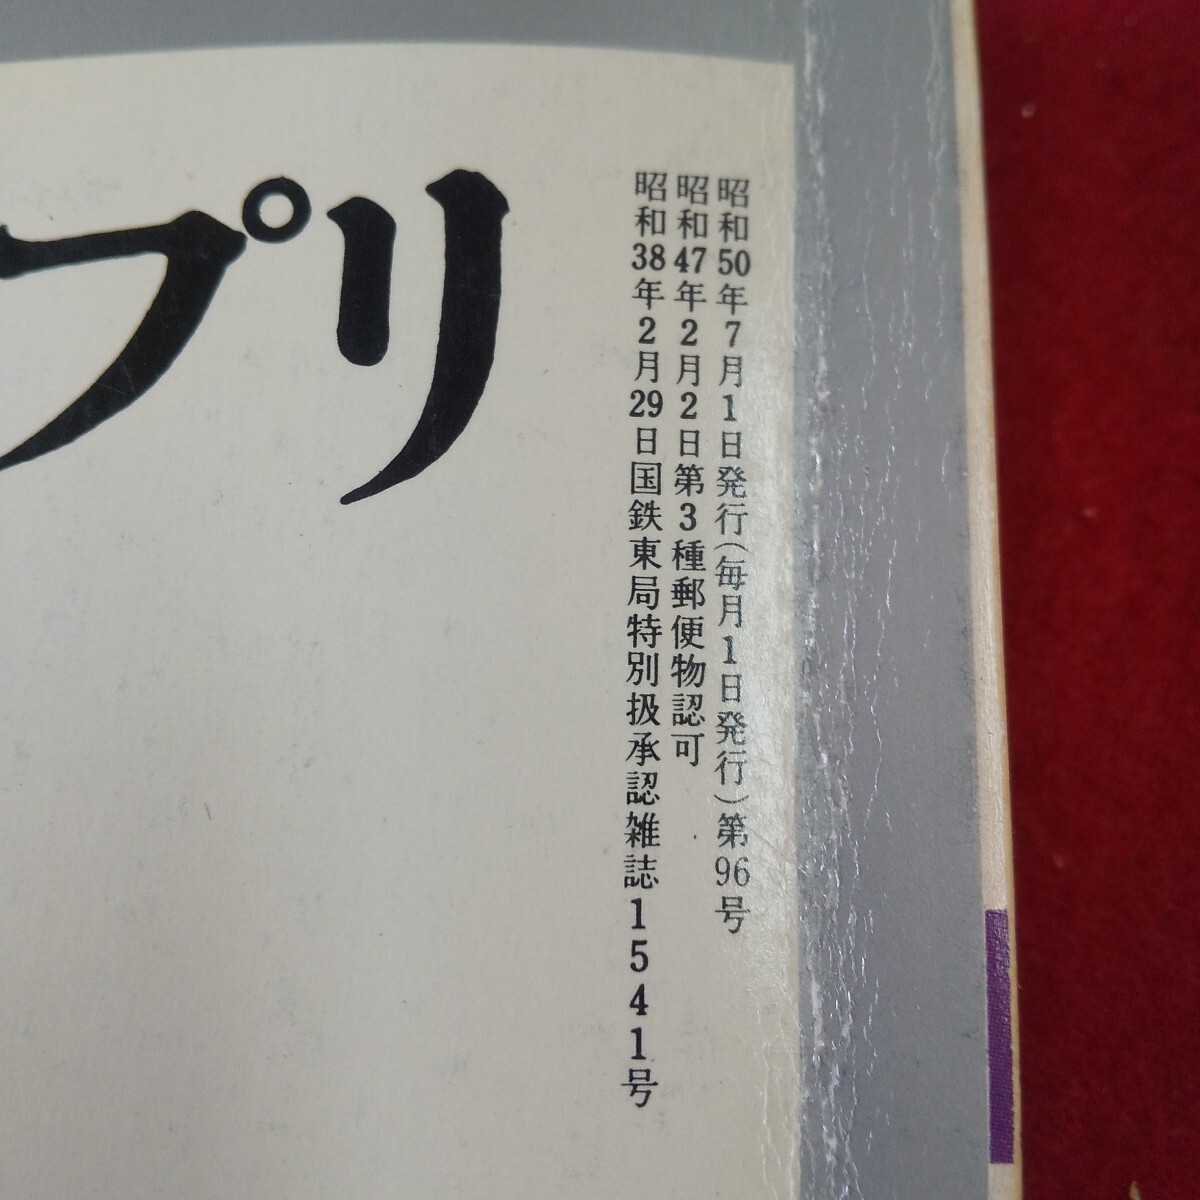 プリ
昭和50年7月1日発行(毎月1日発行)第96号
昭和47年2月2日第3種郵便物認可
昭和38年2月29日国鉄東局特別扱承認雑誌1541号